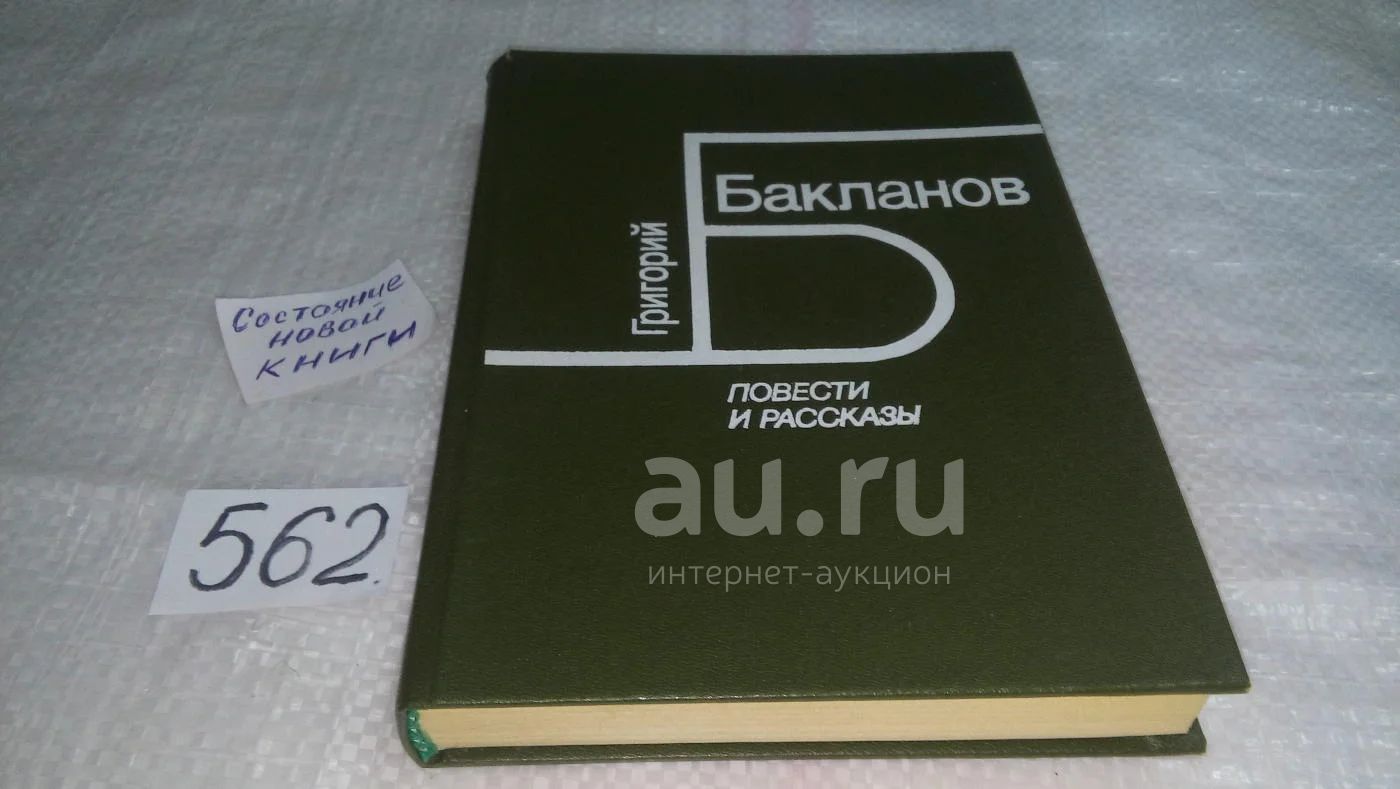 Бакланов
Григорий
ПОВЕСТИ
И РАССКАЗЫ
Состояние
новой
книги
562.
au.ru
интернет-аукцион